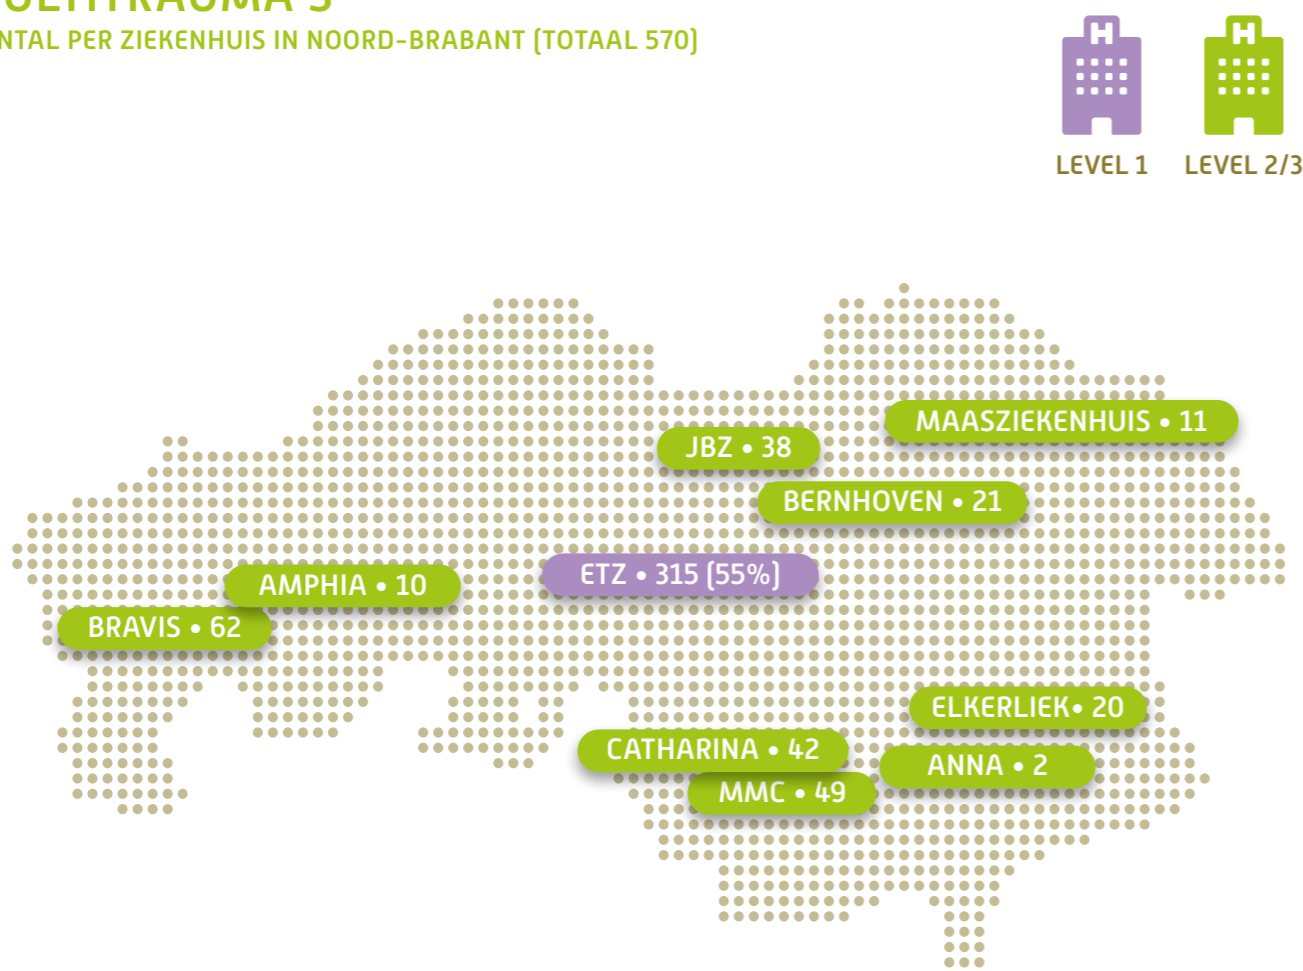 NTAL PER ZIEKENHUIS IN NOORD-BRABANT (TOTAAL 570)
H H
LEVEL 1 LEVEL 2/3
MAASZIEKENHUIS • 11
JBZ • 38
BERNHOVEN • 21
ETZ • 315 (55%)
AMPHIA • 10
BRAVIS • 62
ELKERLIEK• 20
CATHARINA • 42
ANNA • 2
MMC • 49